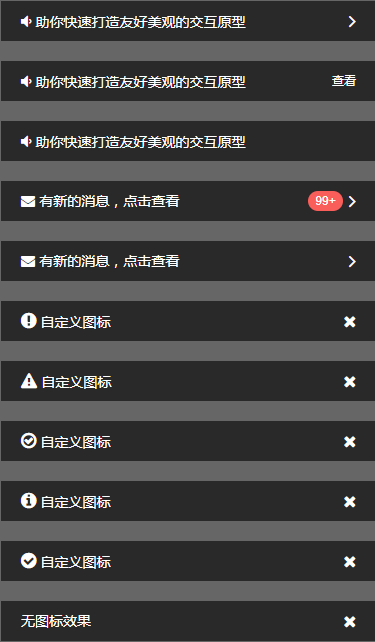 助你快速打造友好美观的交互原型
助你快速打造友好美观的交互原型 查看
助你快速打造友好美观的交互原型
有新的消息，点击查看 99+
有新的消息，点击查看
自定义图标
自定义图标
自定义图标
自定义图标
自定义图标
无图标效果